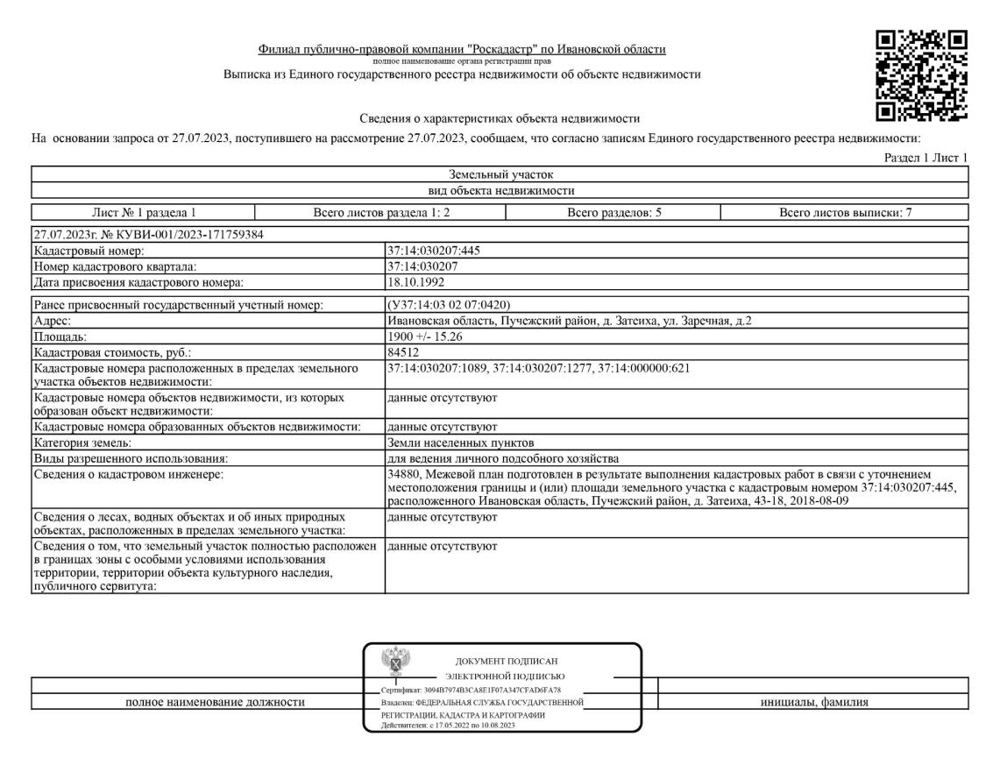 Филиал публично-правовой компании "Роскадастр" по Ивановской области
полное наименование органа регистрации прав
Выписка из Единого государственного реестра недвижимости об объекте недвижимости
Сведения о характеристиках объекта недвижимости
На основании запроса от 27.07.2023, поступившего на рассмотрение 27.07.2023, сообщаем, что согласно записям Единого государственного реестра недвижимости:
Раздел 1 Лист 1
Земельный участок
вид объекта недвижимости
Лист № 1 раздела 1 Всего листов раздела 1: 2 Всего разделов: 5 Всего листов выписки: 7
27.07.2023г. № КУВИ-001/2023-171759384
Кадастровый номер: 37:14:030207:445
Номер кадастрового квартала: 37:14:030207
Дата присвоения кадастрового номера: 18.10.1992
Ранее присвоенный государственный учетный номер: (У37:14:03 02 07:0420)
Адрес: Ивановская область, Пучежский район, д. Затеиха, ул. Заречная, д.2
Площадь: 1900 +/- 15.26
Кадастровая стоимость, руб.: 84512
Кадастровые номера расположенных в пределах земельного 37:14:030207:1089, 37:14:030207:1277, 37:14:000000:621
участка объектов недвижимости:
Кадастровые номера объектов недвижимости, из которых данные отсутствуют
образован объект недвижимости:
Кадастровые номера образованных объектов недвижимости: данные отсутствуют
Категория земель: Земли населенных пунктов
Виды разрешенного использования: для ведения личного подсобного хозяйства
Сведения о кадастровом инженере: 34880, Межевой план подготовлен в результате выполнения кадастровых работ в связи с уточнением
местоположения границы и (или) площади земельного участка с кадастровым номером 37:14:030207:445,
расположенного Ивановская область, Пучежский район, д. Затеиха, 43-18, 2018-08-09
Сведения о лесах, водных объектах и об иных природных данные отсутствуют
объектах, расположенных в пределах земельного участка:
Сведения о том, что земельный участок полностью расположен данные отсутствуют
в границах зоны с особыми условиями использования
территории, территории объекта культурного наследия,
публичного сервитута:
ДОКУМЕНТ ПОДПИСАН
ЭЛЕКТРОННОЙ ПОДПИСЬЮ
Сертификат: 3094B7974B3CA8E1F07A347CFAD6FA78
Владелец: ФЕДЕРАЛЬНАЯ СЛУЖБА ГОСУДАРСТВЕННОЙ
РЕГИСТРАЦИИ, КАДАСТРА И КАРТОГРАФИИ
Действителен: с 17.05.2022 по 10.08.2023
полное наименование должности
инициалы, фамилия